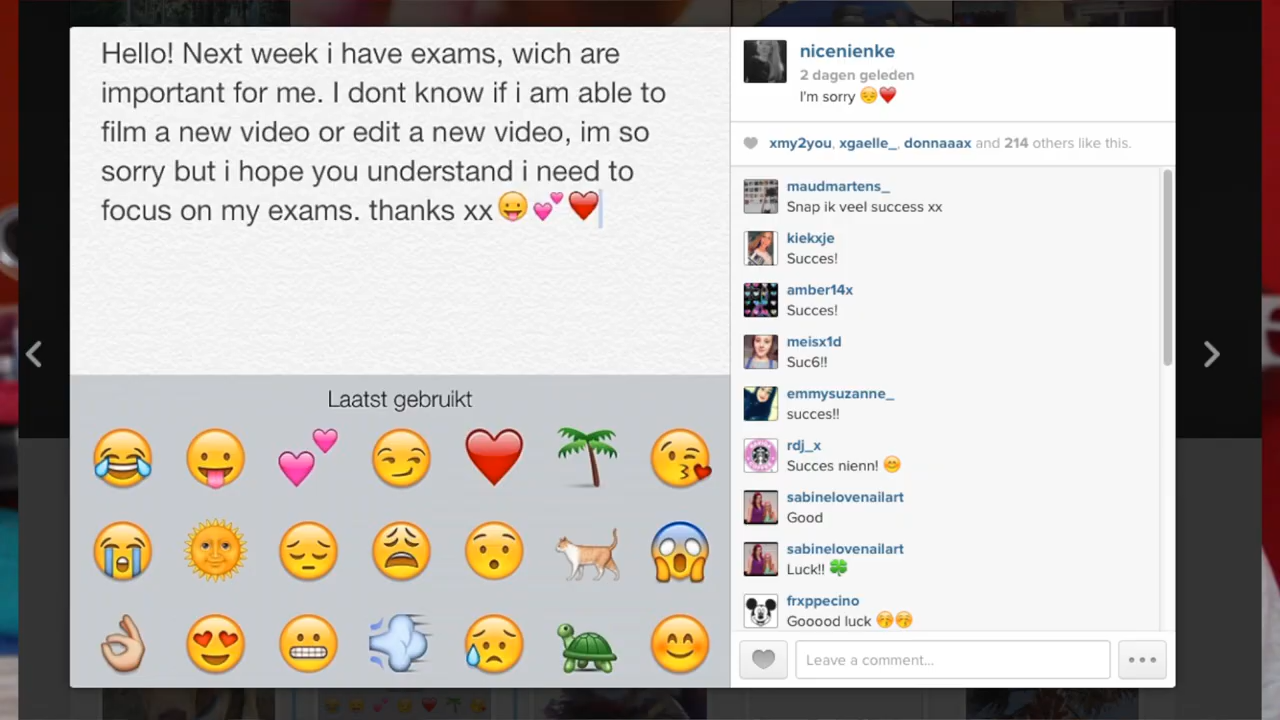 Hello! Next week i have exams, wich are
important for me. I dont know if i am able to
film a new video or edit a new video, im so
sorry but i hope you understand i need to
focus on my exams. thanks xx😛💕❤️
Laatst gebruikt
nicenienke
2 dagen geleden
I'm sorry 😔❤️
xmy2you, xgaelle_, donnaaax and 214 others like this.
maudmartens_
Snap ik veel success xx
kiekxje
Succes!
amber14x
Succes!
meisx1d
Suc6!!
emmysuzanne_
succes!!
rdj_x
Succes nienn! 😊
sabinelovenailart
Good
sabinelovenailart
Luck!! 🍀
frxppecino
Gooood luck 😚😚
Leave a comment...